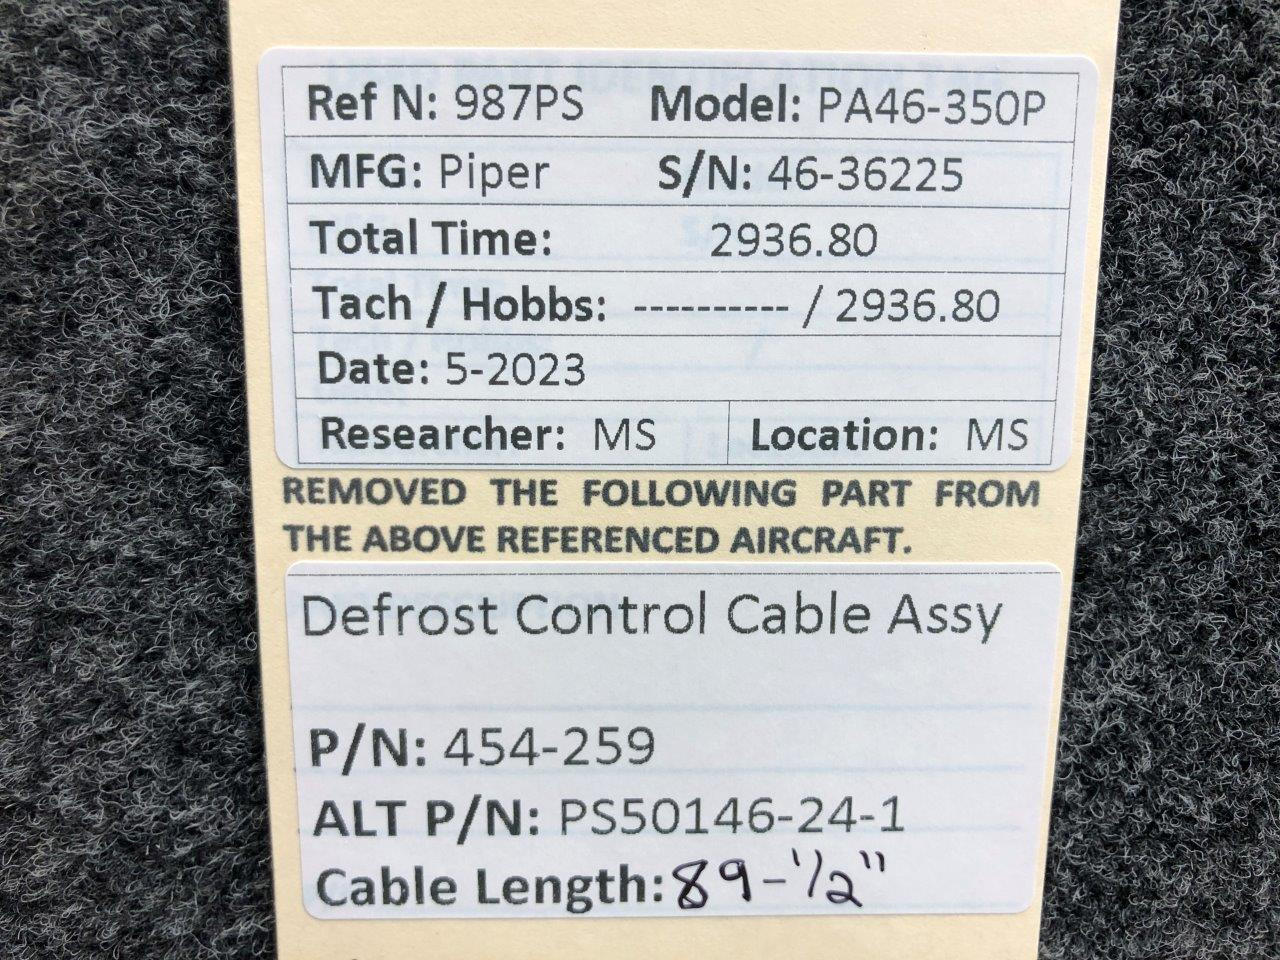 Ref N: 987PS Model: PA46-350P
MFG: Piper S/N: 46-36225
Total Time: 2936.80
Tach / Hobbs: ---------- / 2936.80
Date: 5-2023
Researcher: MS Location: MS
REMOVED THE FOLLOWING PART FROM
THE ABOVE REFERENCED AIRCRAFT.
Defrost Control Cable Assy
P/N: 454-259
ALT P/N: PS50146-24-1
Cable Length: 89-1/2"